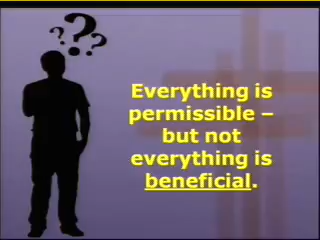 ???
Everything is
permissible –
but not
everything is
beneficial.